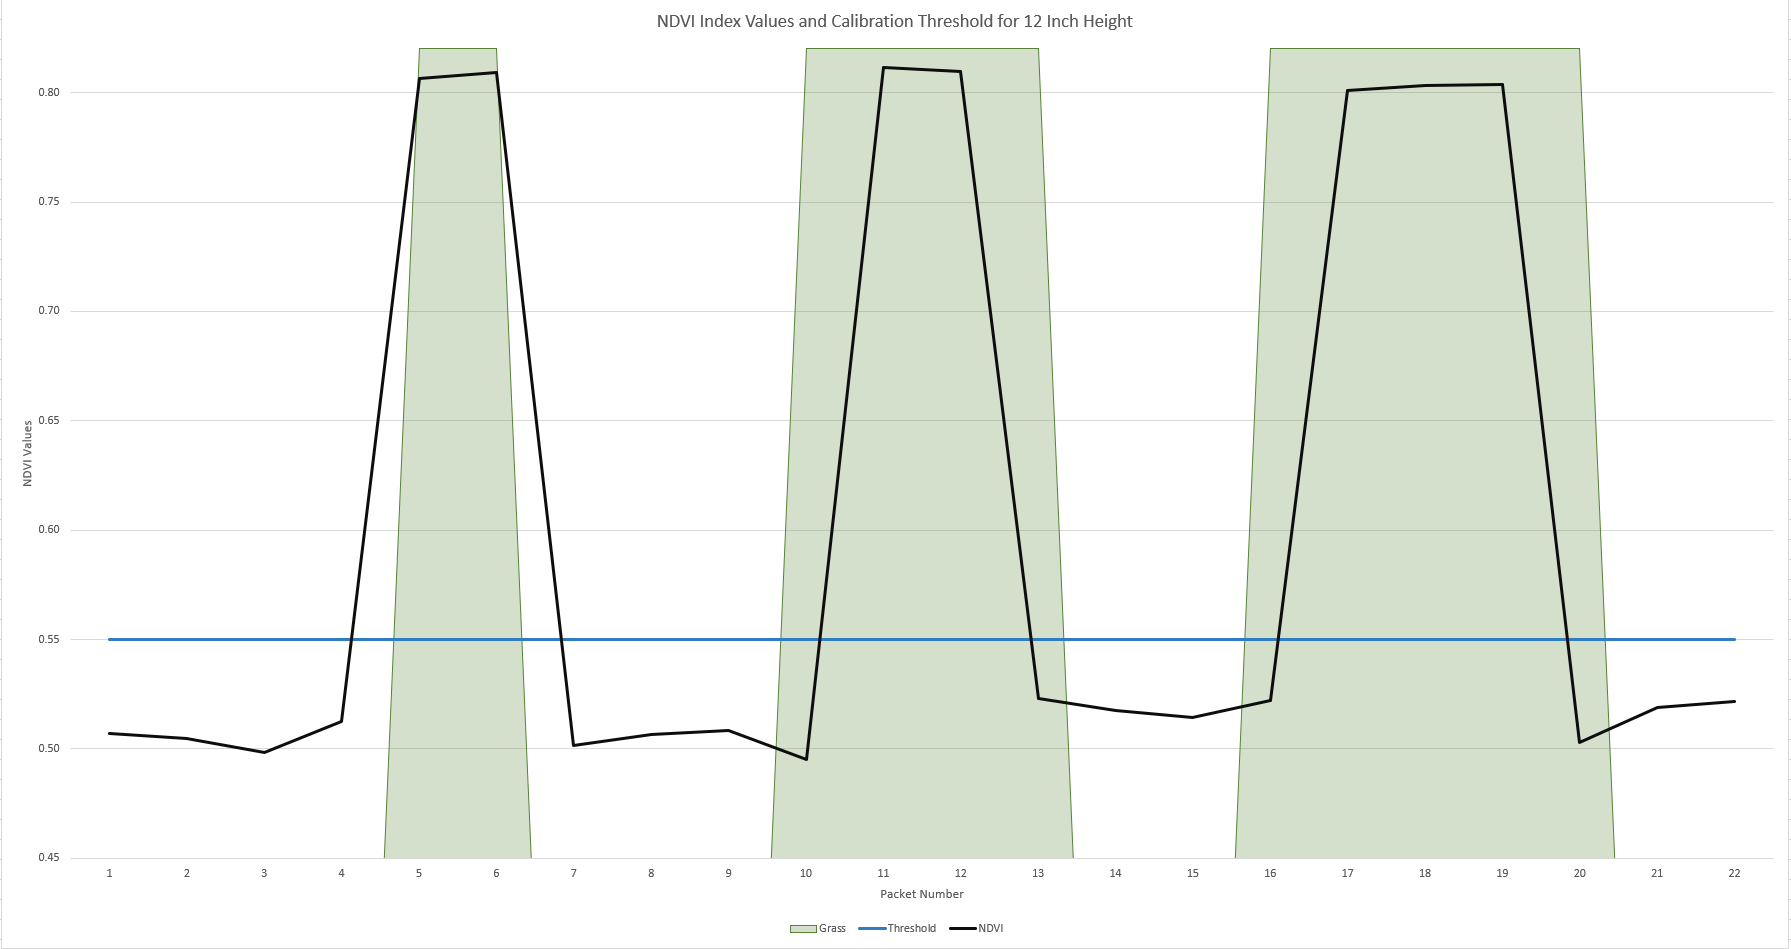 NDVI Index Values and Calibration Threshold for 12 Inch Height
0.80
0.75
0.70
0.65
0.60
0.55
0.50
0.45
NDVI Values
1 2 3 4 5 6 7 8 9 10 11 12 13 14 15 16 17 18 19 20 21 22
Packet Number
Grass Threshold NDVI